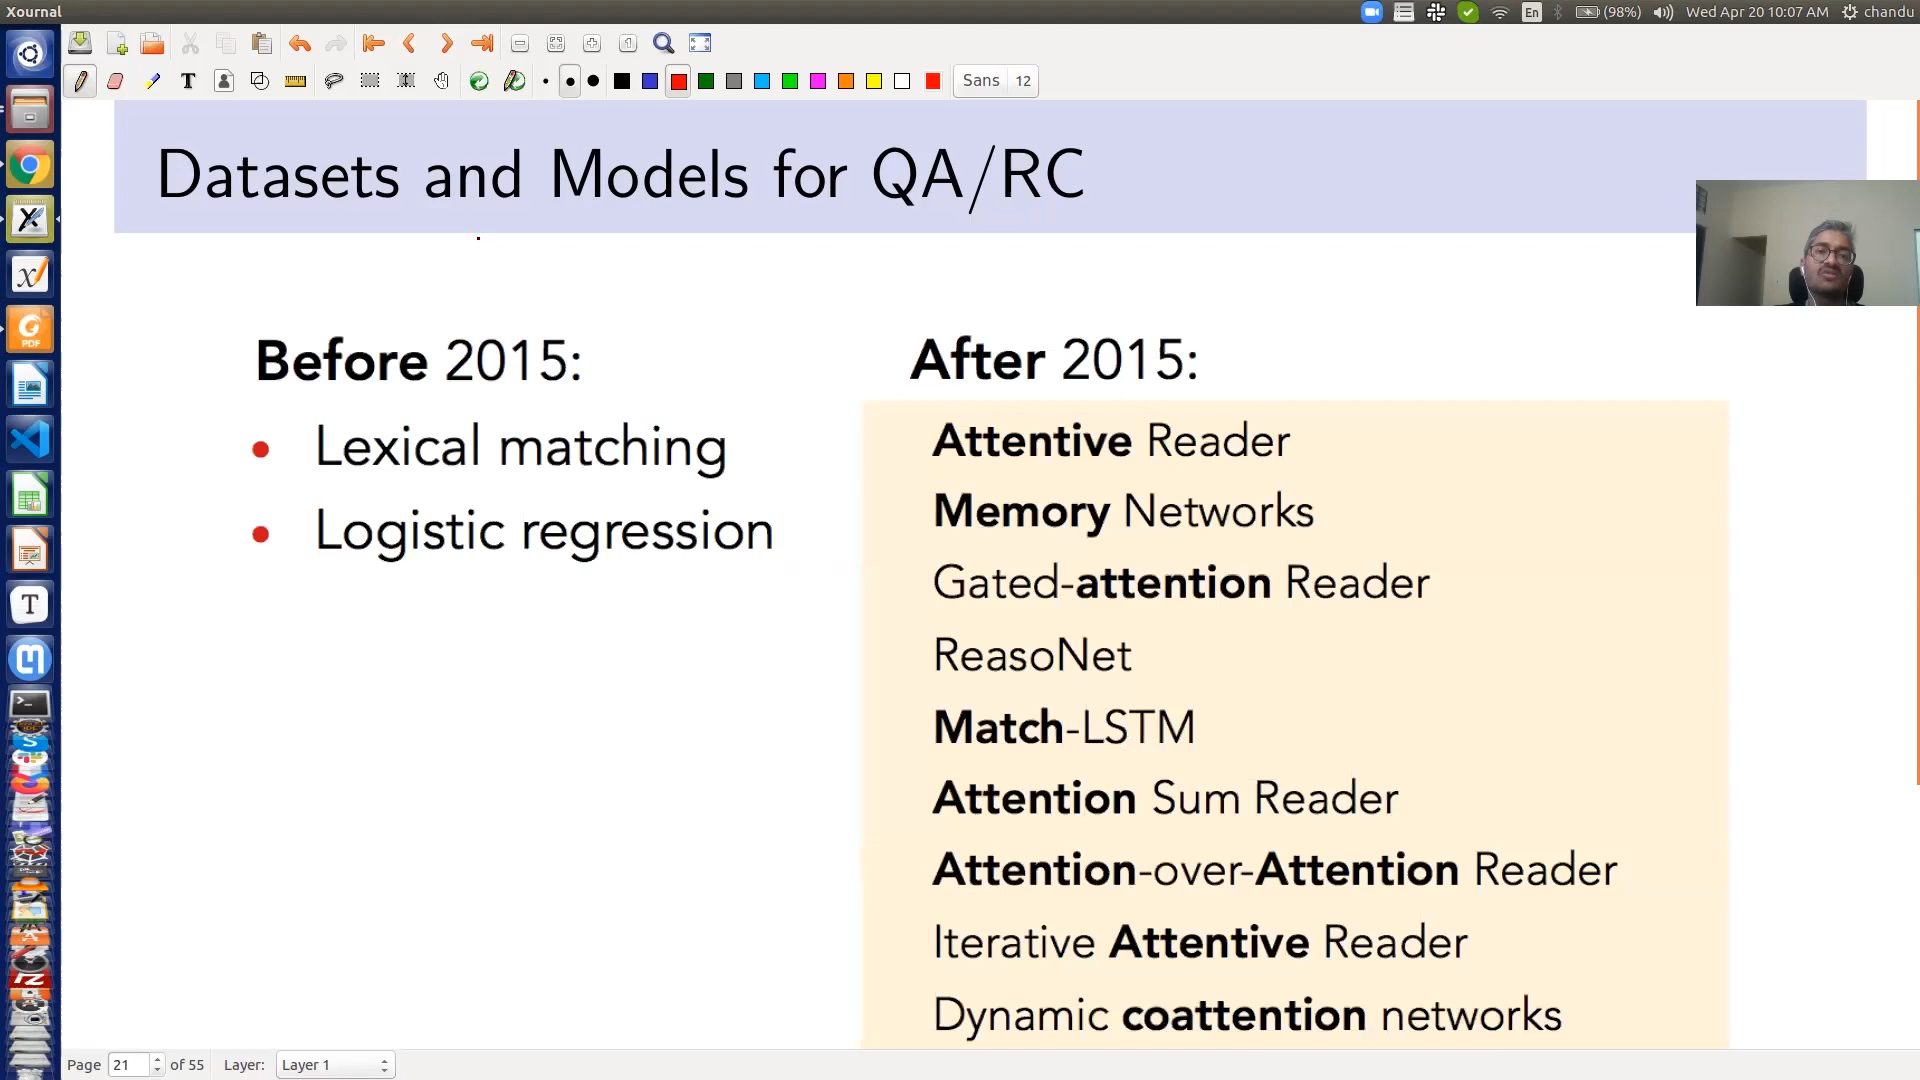 Xournal
En
(98%)
Wed Apr 20 10:07 AM
chandu
Sans 12
Datasets and Models for QA/RC
Before 2015:
• Lexical matching
• Logistic regression
After 2015:
Attentive Reader
Memory Networks
Gated-attention Reader
ReasoNet
Match-LSTM
Attention Sum Reader
Attention-over-Attention Reader
Iterative Attentive Reader
Dynamic coattention networks
PDF
Page 21 of 55 Layer: Layer 1